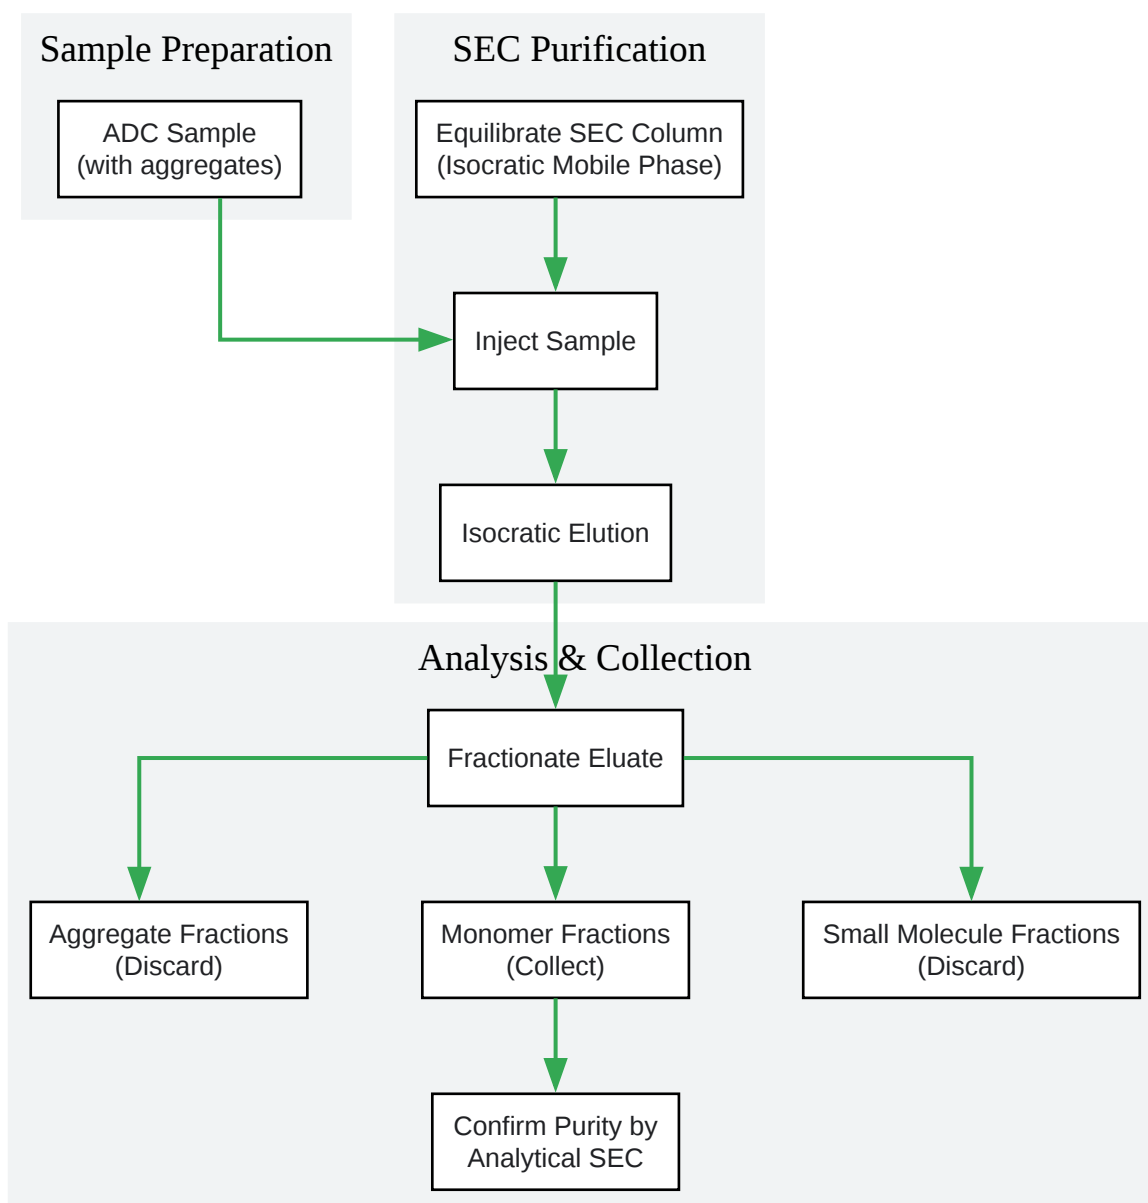 Sample Preparation
ADC Sample
(with aggregates)
SEC Purification
Equilibrate SEC Column
(Isocratic Mobile Phase)
Inject Sample
Isocratic Elution
Analysis & Collection
Fractionate Eluate
Aggregate Fractions
(Discard)
Monomer Fractions
(Collect)
Small Molecule Fractions
(Discard)
Confirm Purity by
Analytical SEC